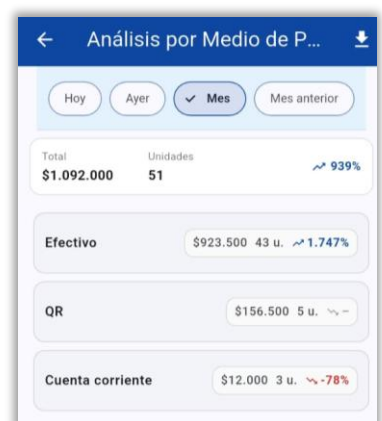 Análisis por Medio de P...
Hoy Ayer Mes Mes anterior
Total Unidades
$1.092.000 51 939%
Efectivo $923.500 43 u. 1.747%
QR $156.500 5 u. –
Cuenta corriente $12.000 3 u. -78%